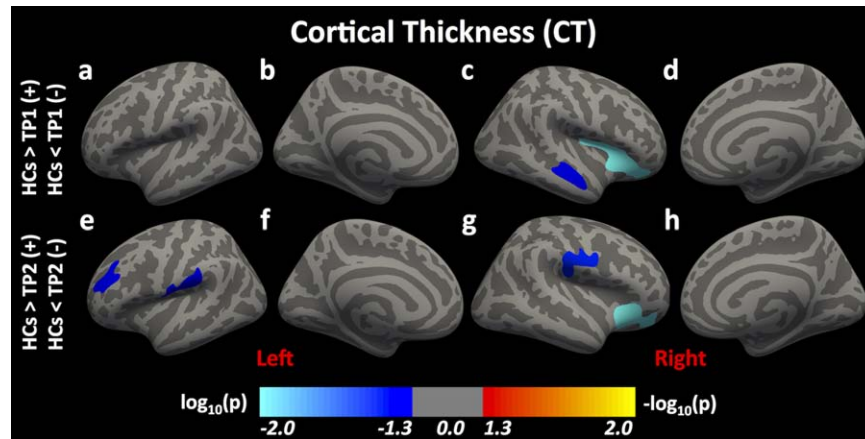 Cortical Thickness (CT)
a b c d
HCs > TP1 (+)
HCs < TP1 (-)
e f g h
HCs > TP2 (+)
HCs < TP2 (-)
Left Right
log10(p) -log10(p)
-2.0 -1.3 0.0 1.3 2.0